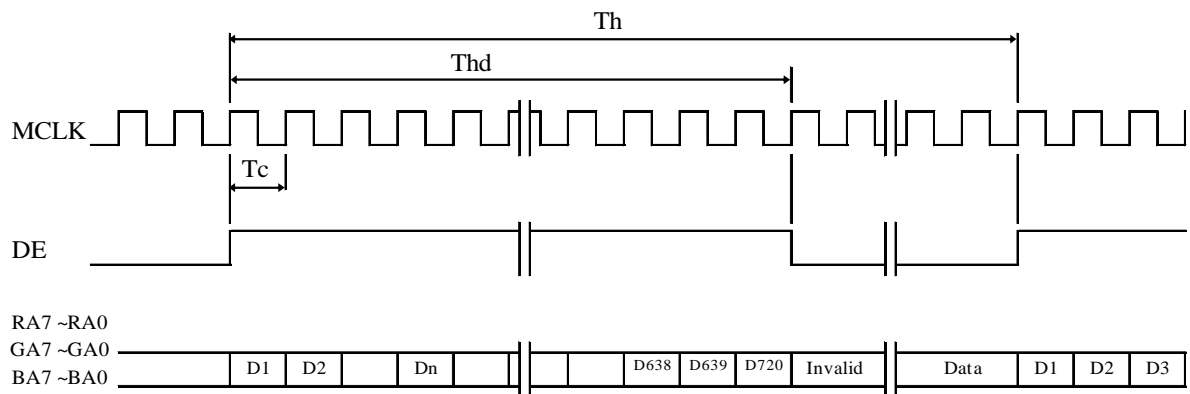 Th
Thd
MCLK
Tc
DE
RA7 ~RA0
GA7 ~GA0
BA7 ~BA0
D1 D2 Dn D638 D639 D720 Invalid Data D1 D2 D3